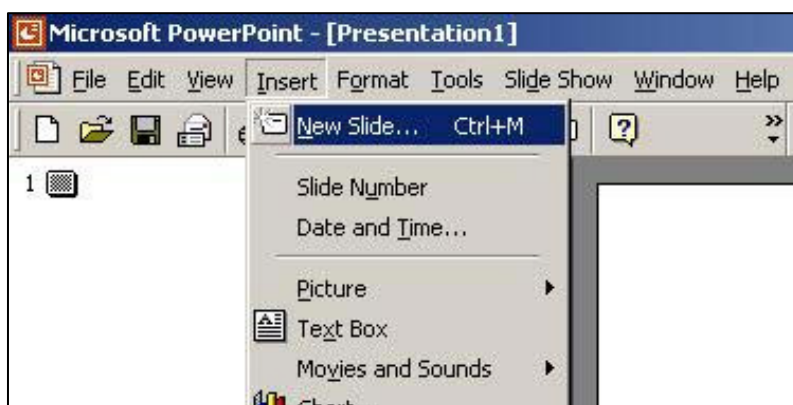 Microsoft PowerPoint - [Presentation1]
File Edit View Insert Format Tools Slide Show Window Help
New Slide... Ctrl+M
1
Slide Number
Date and Time...
Picture
Text Box
Movies and Sounds